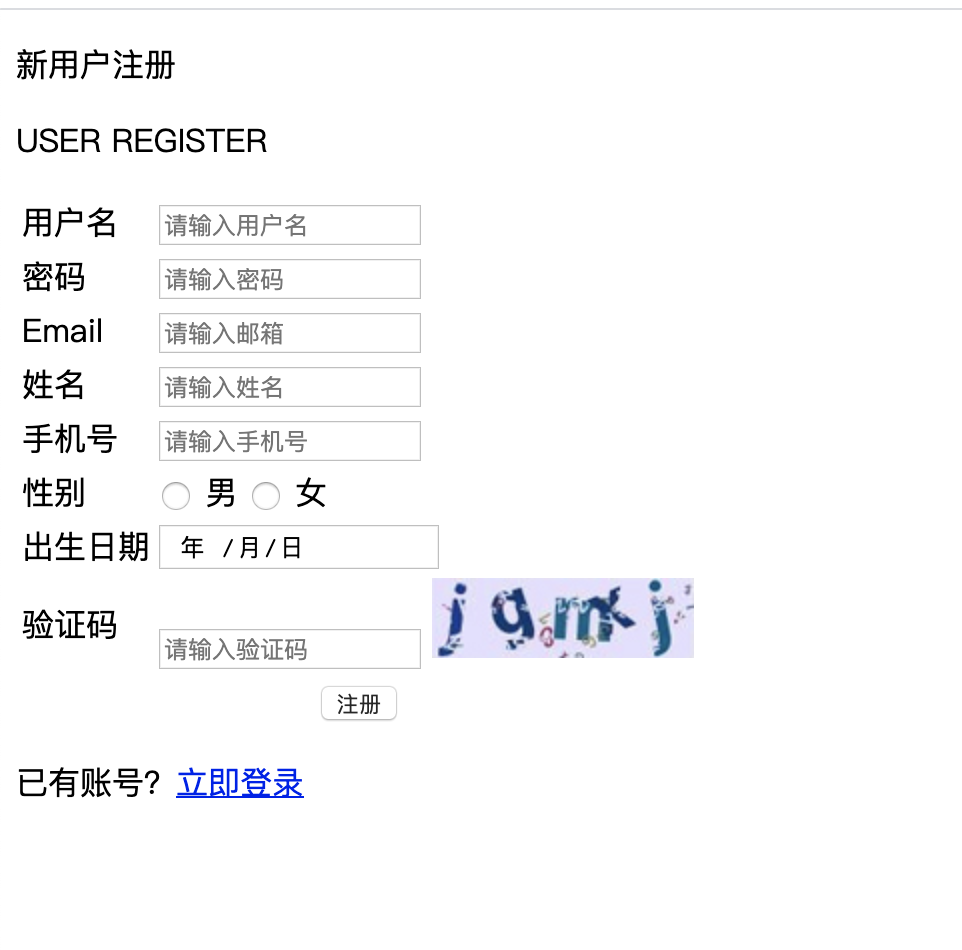 新用户注册
USER REGISTER
用户名 请输入用户名
密码 请输入密码
Email 请输入邮箱
姓名 请输入姓名
手机号 请输入手机号
性别 男 女
出生日期 年 /月/日
验证码 请输入验证码
注册
已有账号? 立即登录